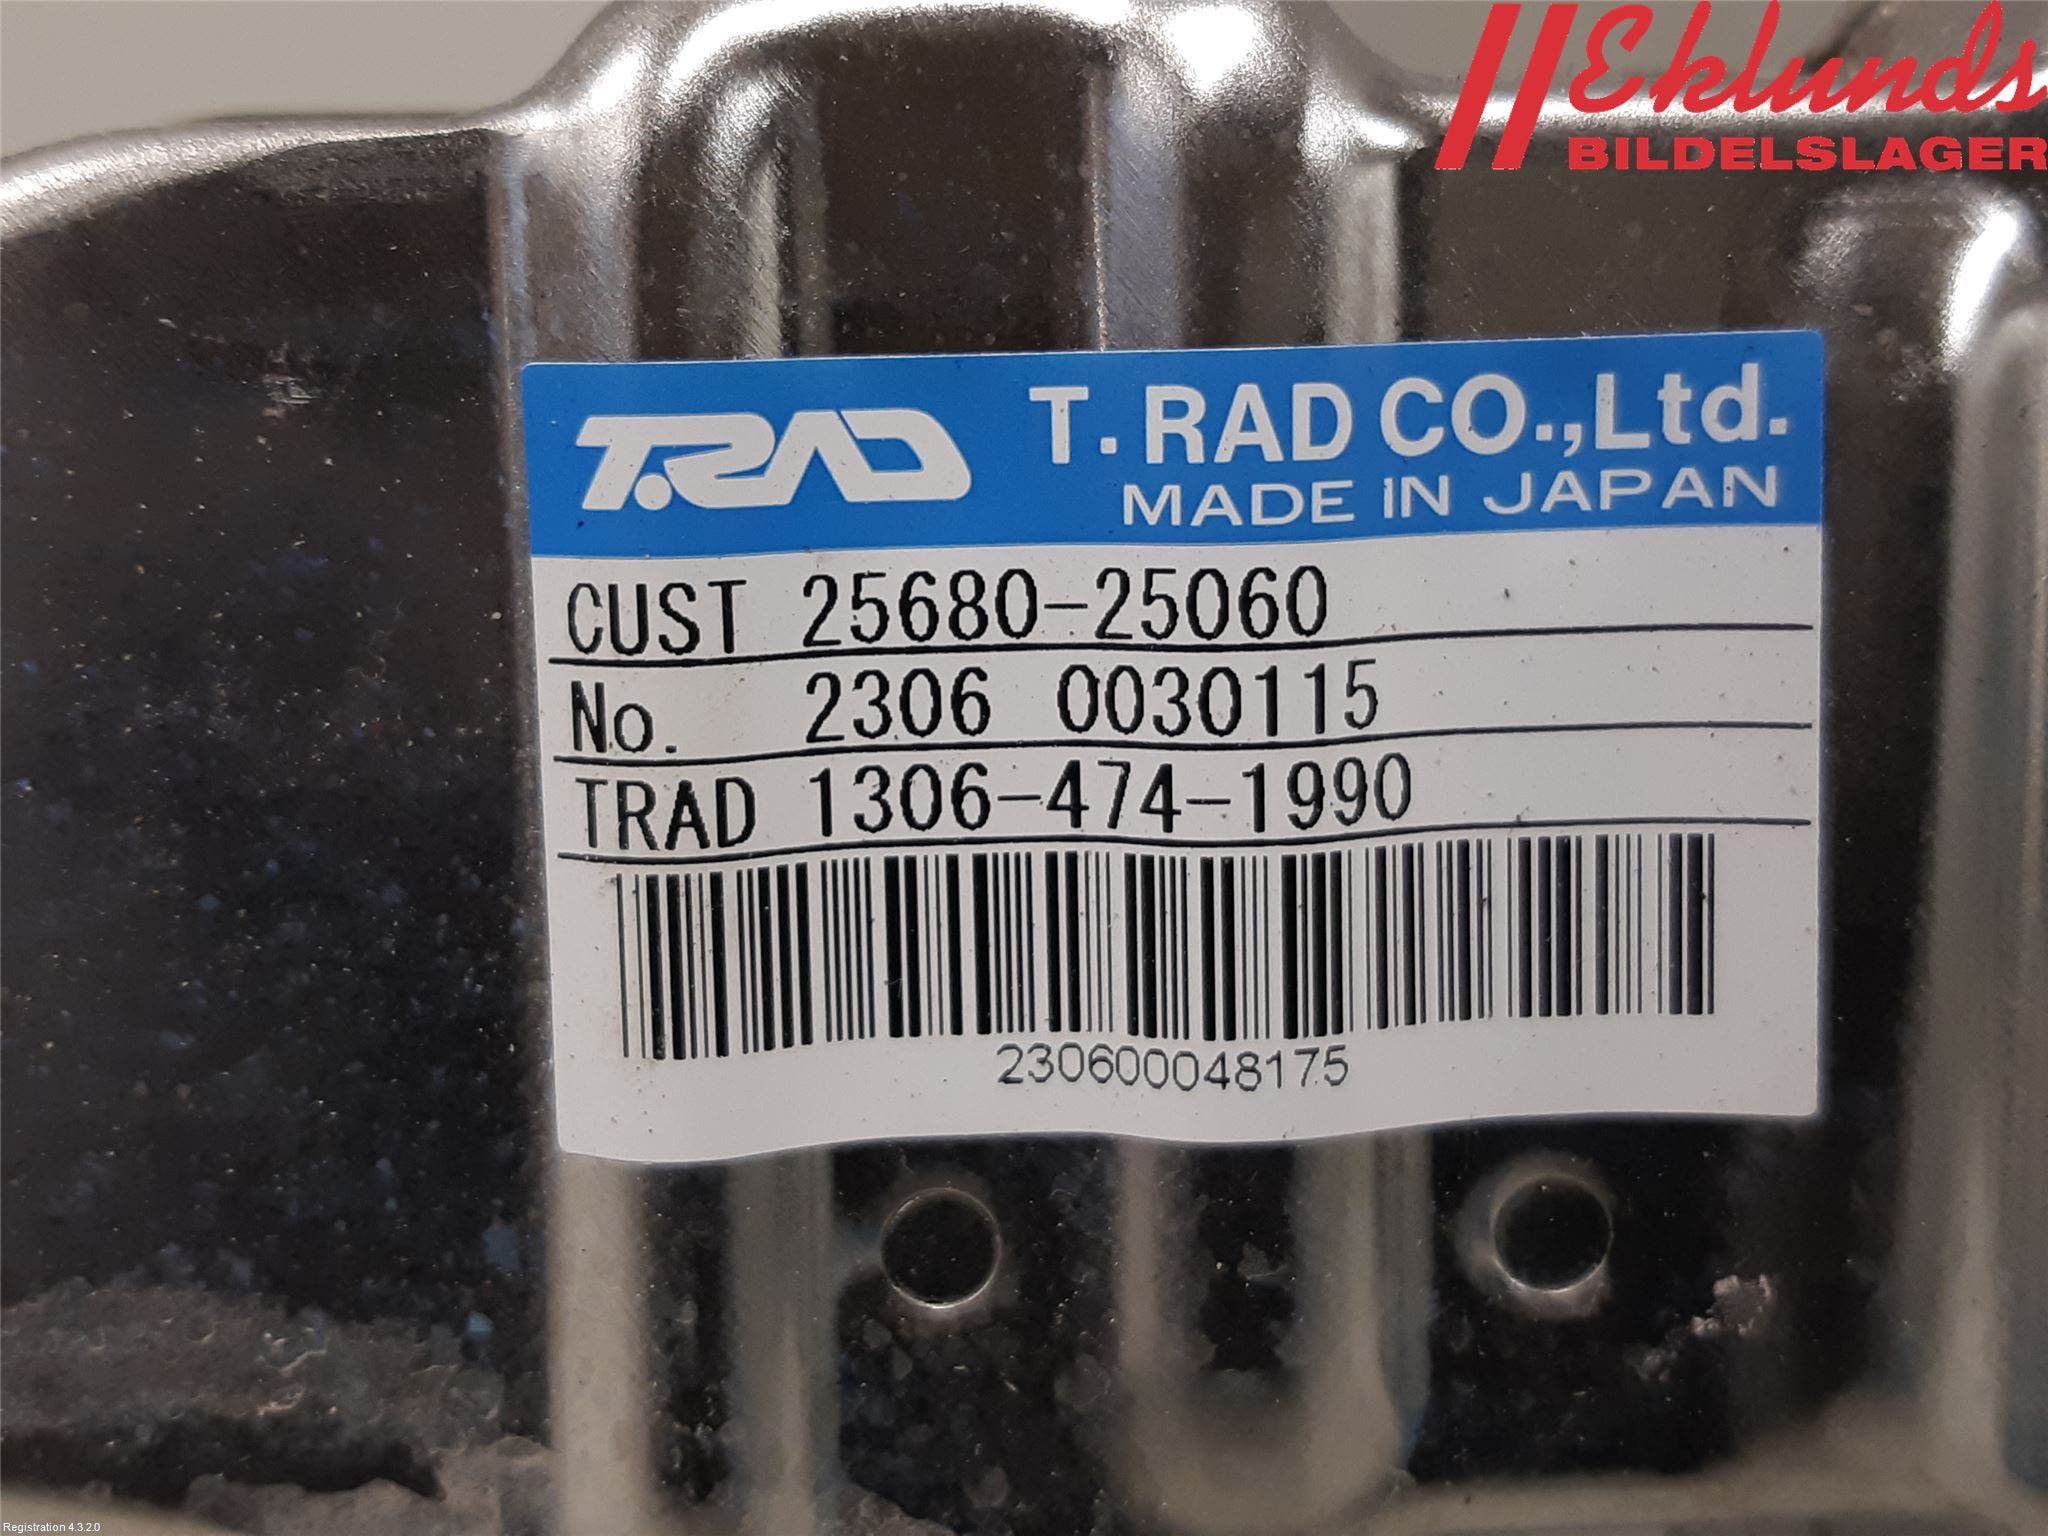 Eklunds
BILDELSLAGER
T.RAD T.RAD CO.,Ltd.
MADE IN JAPAN
CUST 25680-25060
No. 2306 0030115
TRAD 1306-474-1990
230600048175
Registration 4.3.2.0